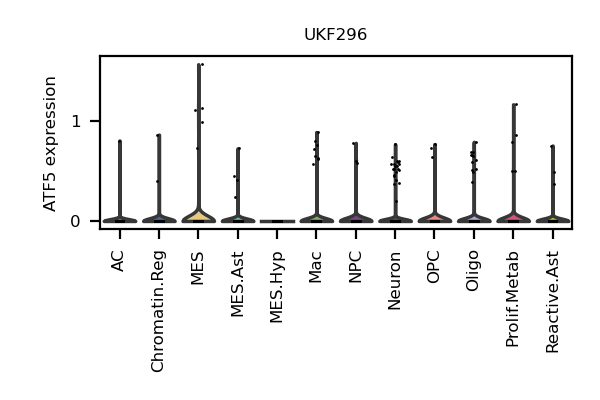 UKF296
ATF5 expression
1
0
AC
Chromatin.Reg
MES
MES.Ast
MES.Hyp
Mac
NPC
Neuron
OPC
Oligo
Prolif.Metab
Reactive.Ast